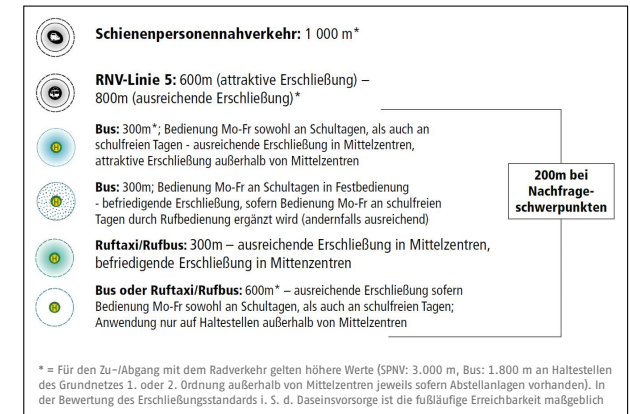 Schienenpersonennahverkehr: 1 000 m*
RNV-Linie 5: 600m (attraktive Erschließung) –
800m (ausreichende Erschließung)*
Bus: 300m*; Bedienung Mo-Fr sowohl an Schultagen, als auch an
schulfreien Tagen - ausreichende Erschließung in Mittelzentren,
attraktive Erschließung außerhalb von Mittelzentren
H
200m bei
Nachfrage-
schwerpunkten
Bus: 300m; Bedienung Mo-Fr an Schultagen in Festbedienung
- befriedigende Erschließung, sofern Bedienung Mo-Fr an schulfreien
Tagen durch Rufbedienung ergänzt wird (andernfalls ausreichend)
H
Ruftaxi/Rufbus: 300m – ausreichende Erschließung in Mittelzentren,
befriedigende Erschließung in Mittenzentren
H
Bus oder Ruftaxi/Rufbus: 600m* – ausreichende Erschließung sofern
Bedienung Mo-Fr sowohl an Schultagen, als auch an schulfreien Tagen;
Anwendung nur auf Haltestellen außerhalb von Mittelzentren
H
* = Für den Zu-/Abgang mit dem Radverkehr gelten höhere Werte (SPNV: 3.000 m, Bus: 1.800 m an Haltestellen
des Grundnetzes 1. oder 2. Ordnung außerhalb von Mittelzentren jeweils sofern Abstellanlagen vorhanden). In
der Bewertung des Erschließungsstandards i. S. d. Daseinsvorsorge ist die fußläufige Erreichbarkeit maßgeblich